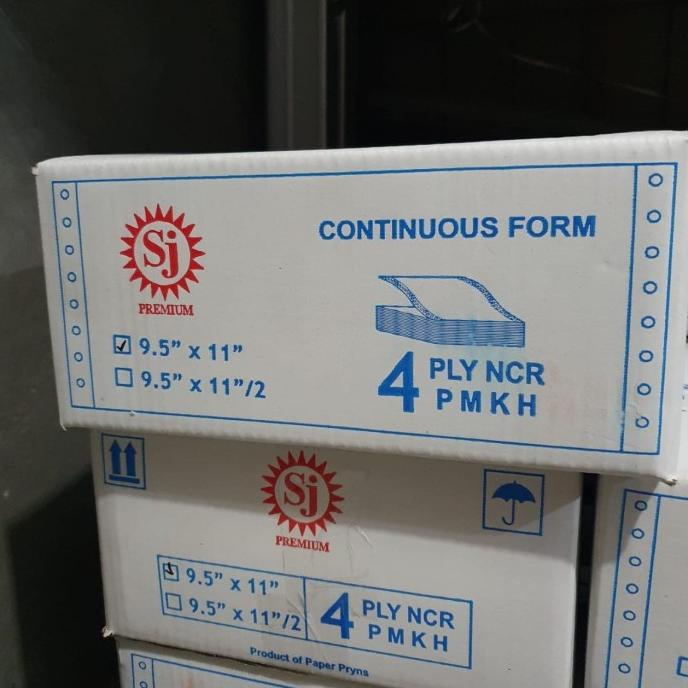 Sj
PREMIUM
CONTINUOUS FORM
9.5” x 11”
9.5” x 11”/2
4 PLY NCR
PMKH
Sj
PREMIUM
9.5” x 11”
9.5” x 11”/2
4 PLY NCR
PMKH
Product of Paper Pryns